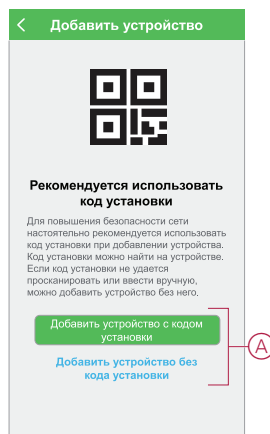 Добавить устройство
Рекомендуется использовать
код установки
Для повышения безопасности сети
настоятельно рекомендуется использовать
код установки при добавлении устройства.
Код установки можно найти на устройстве.
Если код установки не удается
просканировать или ввести вручную,
можно добавить устройство без него.
Добавить устройство с кодом
установки
Добавить устройство без
кода установки
A